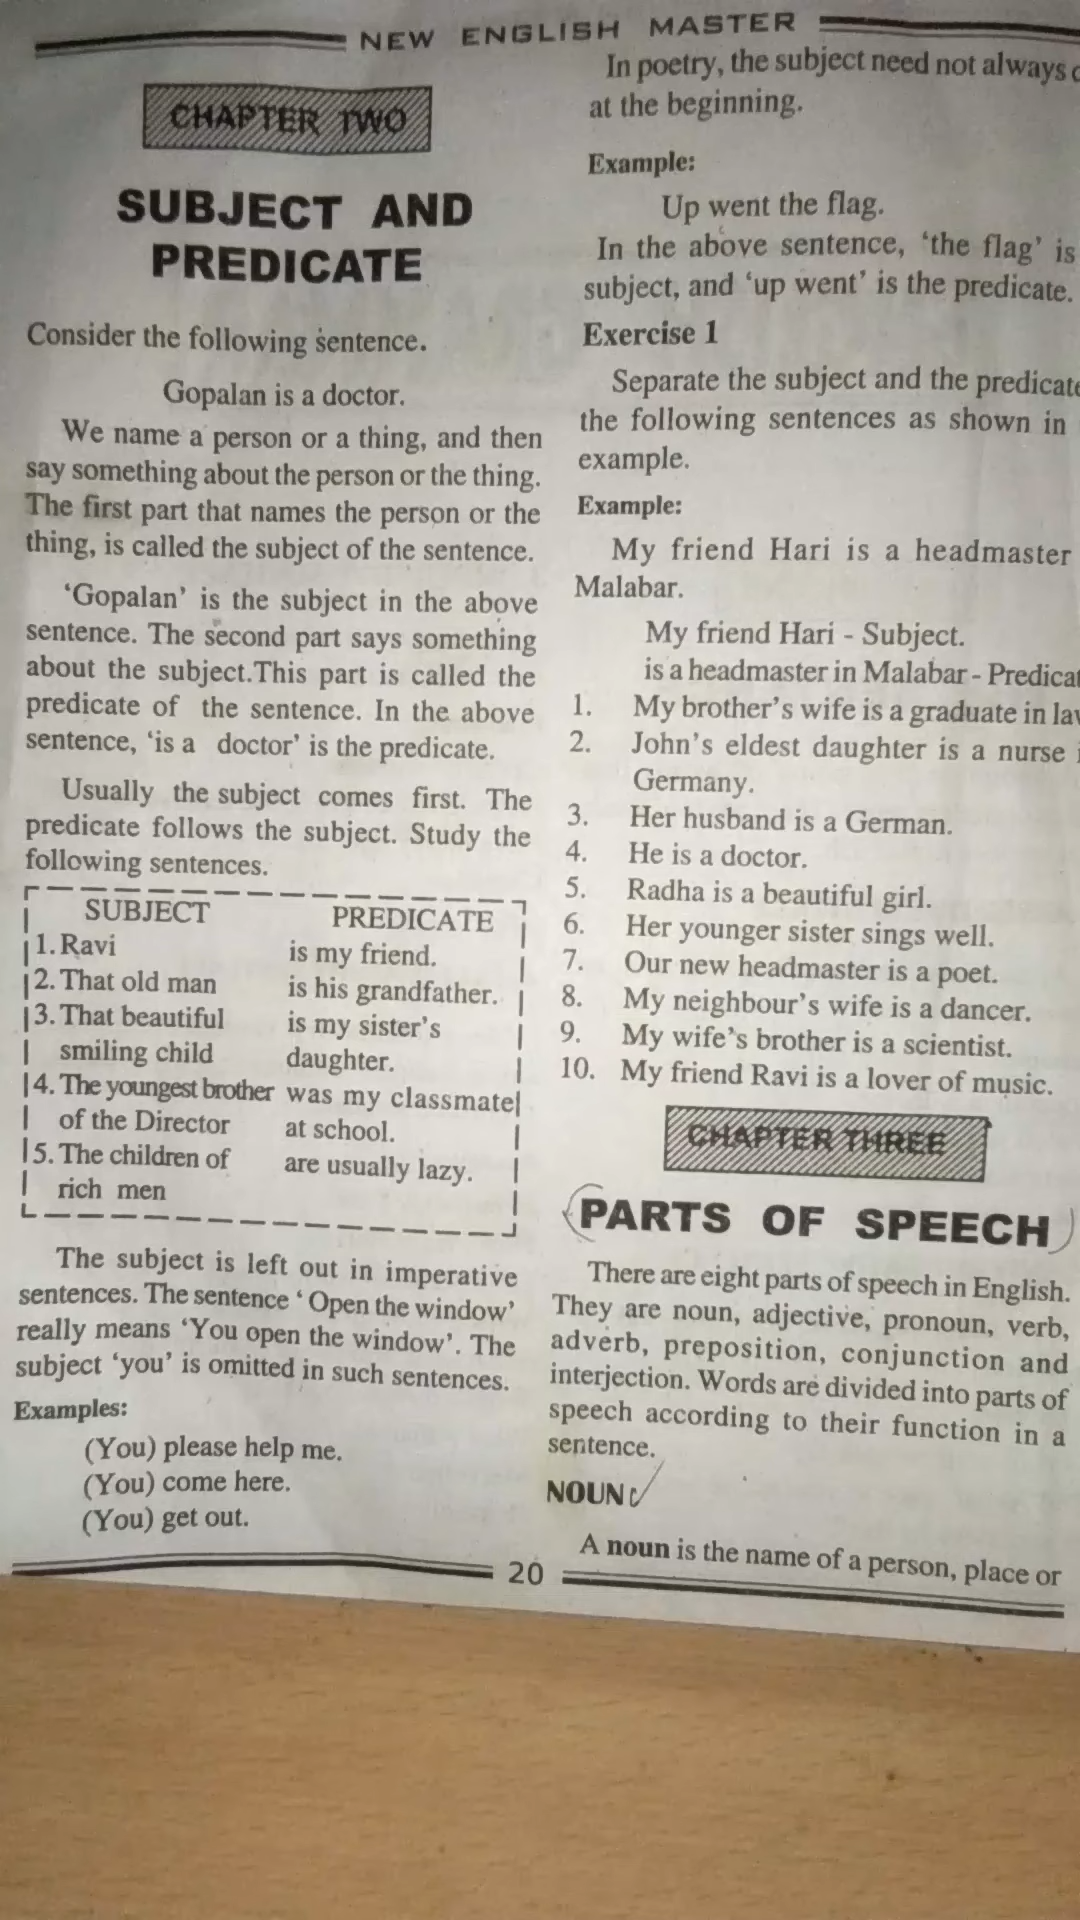 NEW ENGLISH MASTER
CHAPTER TWO
SUBJECT AND
PREDICATE
Consider the following sentence.
Gopalan is a doctor.
We name a person or a thing, and then
say something about the person or the thing.
The first part that names the person or the
thing, is called the subject of the sentence.
‘Gopalan’ is the subject in the above
sentence. The second part says something
about the subject.This part is called the
predicate of the sentence. In the above
sentence, ‘is a doctor’ is the predicate.
Usually the subject comes first. The
predicate follows the subject. Study the
following sentences.
SUBJECT PREDICATE
1. Ravi is my friend.
2. That old man is his grandfather.
3. That beautiful is my sister’s
smiling child daughter.
4. The youngest brother was my classmate
of the Director at school.
5. The children of are usually lazy.
rich men
The subject is left out in imperative
sentences. The sentence ‘ Open the window’
really means ‘You open the window’. The
subject ‘you’ is omitted in such sentences.
Examples:
(You) please help me.
(You) come here.
(You) get out.
In poetry, the subject need not always
at the beginning.
Example:
Up went the flag.
In the above sentence, ‘the flag’ is
subject, and ‘up went’ is the predicate.
Exercise 1
Separate the subject and the
the following sentences as shown in
example.
Example:
My friend Hari is a headmaster
Malabar.
My friend Hari - Subject.
is a headmaster in Malabar -
1. My brother’s wife is a graduate in
2. John’s eldest daughter is a nurse
Germany.
3. Her husband is a German.
4. He is a doctor.
5. Radha is a beautiful girl.
6. Her younger sister sings well.
7. Our new headmaster is a poet.
8. My neighbour’s wife is a dancer.
9. My wife’s brother is a scientist.
10. My friend Ravi is a lover of music.
CHAPTER THREE
PARTS OF SPEECH
There are eight parts of speech in English.
They are noun, adjective, pronoun, verb,
adverb, preposition, conjunction and
interjection. Words are divided into parts of
speech according to their function in a
sentence.
NOUN
A noun is the name of a person, place or
20